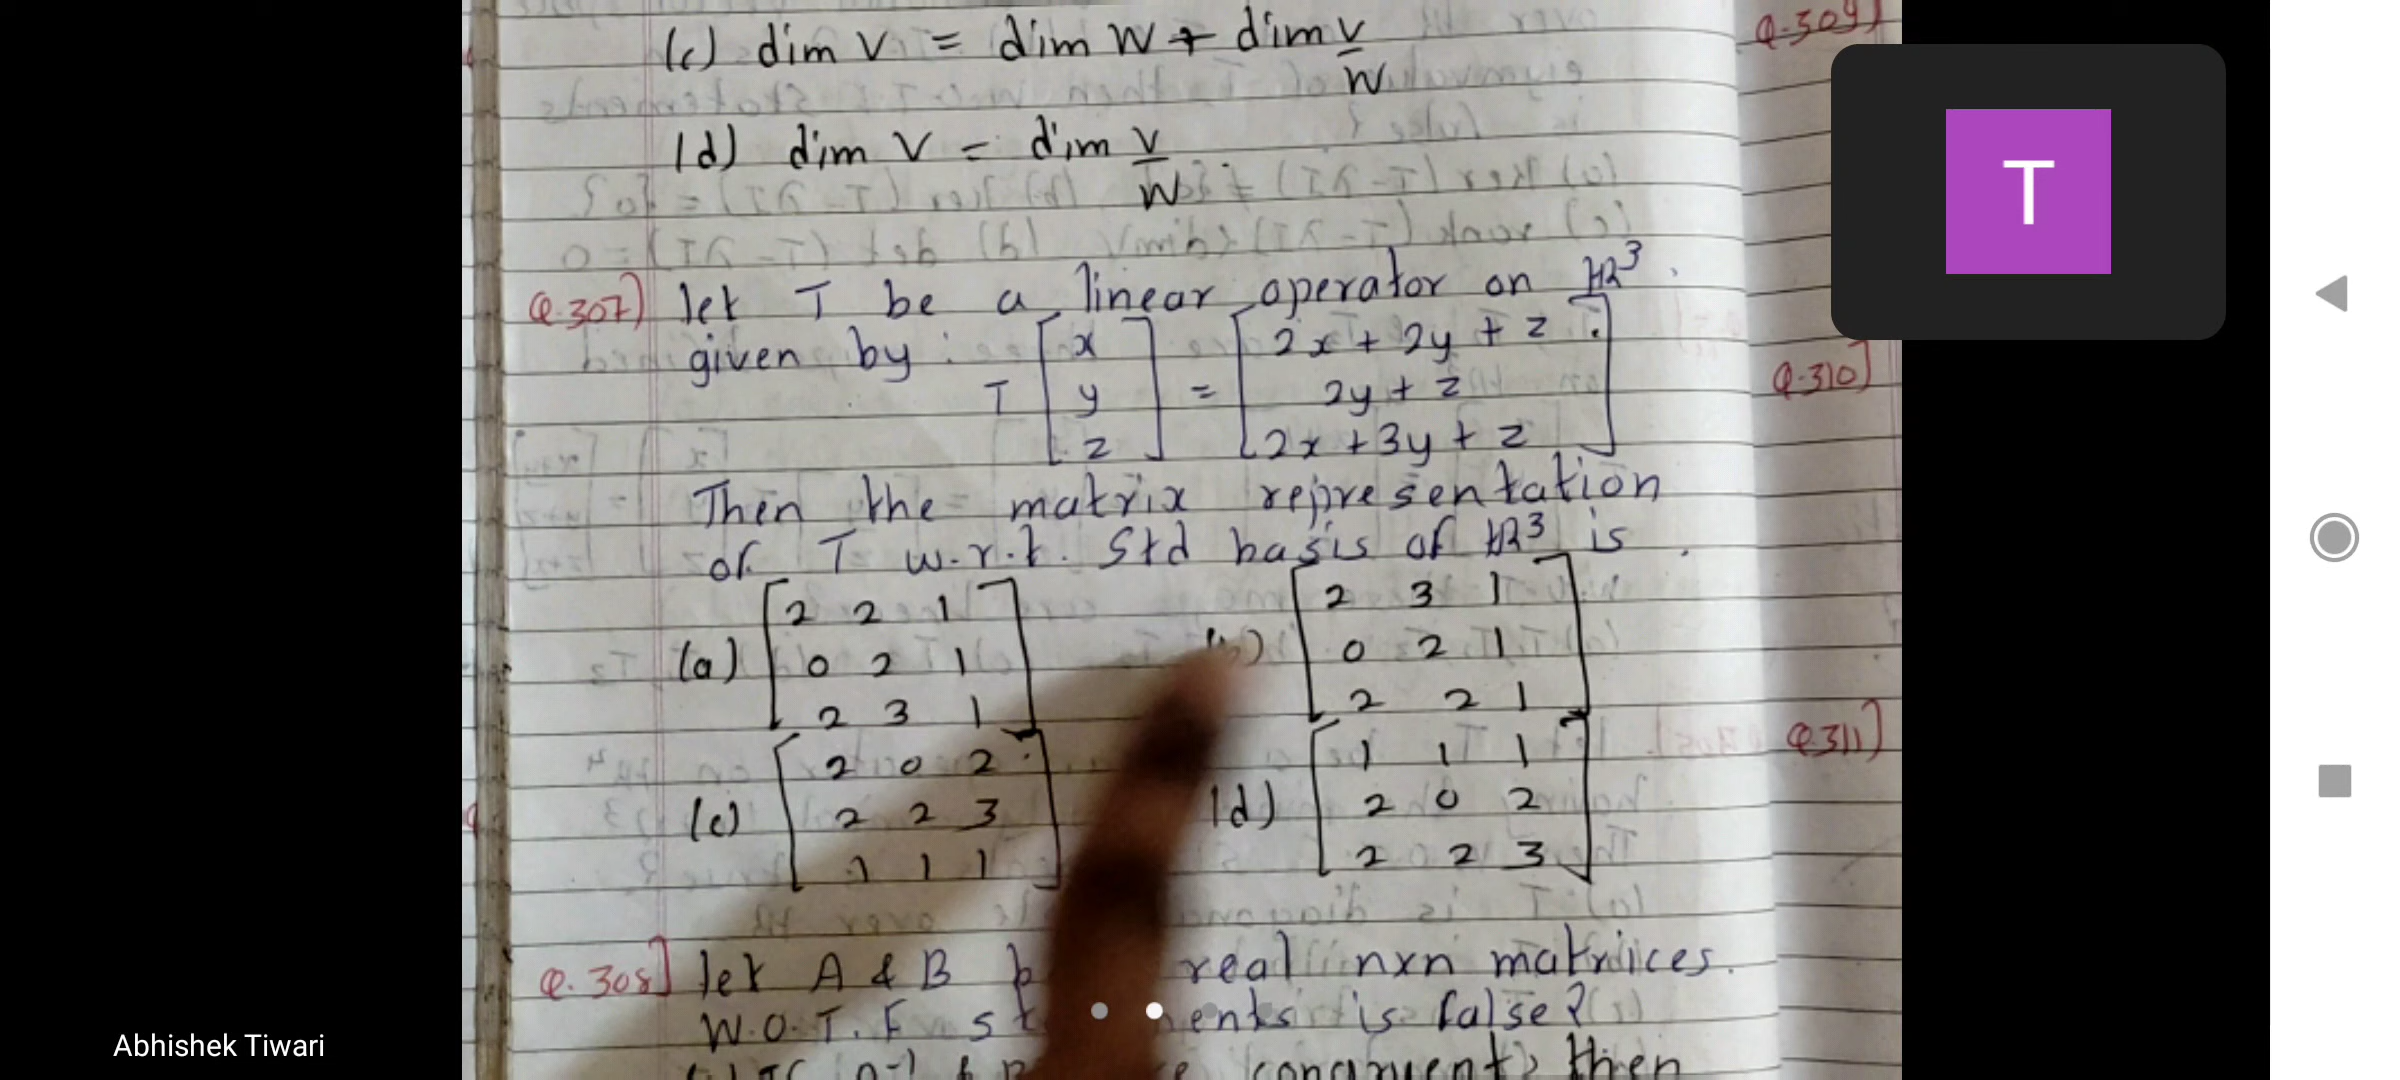 (c) dim V = dim W + dim V/W
(d) dim V = dim V/W
Q.309)
T
Q.307) let T be a linear operator on IR³.
given by : T [x y z] = [2x + 2y + z 2y + z 2x + 3y + z]
Q.310]
Then the matrix representation
of T w.r.t. Std basis of IR³ is
(a) [2 2 1 0 2 1 2 3 1] (b) [2 3 1 0 2 1 2 2 1]
(c) [2 0 2 2 2 3 1 1 1] (d) [1 1 1 2 0 2 2 2 3]
Q.311]
Q.308] let A & B real nxn matrices.
W.O.T.F is false?
congruent, then
Abhishek Tiwari